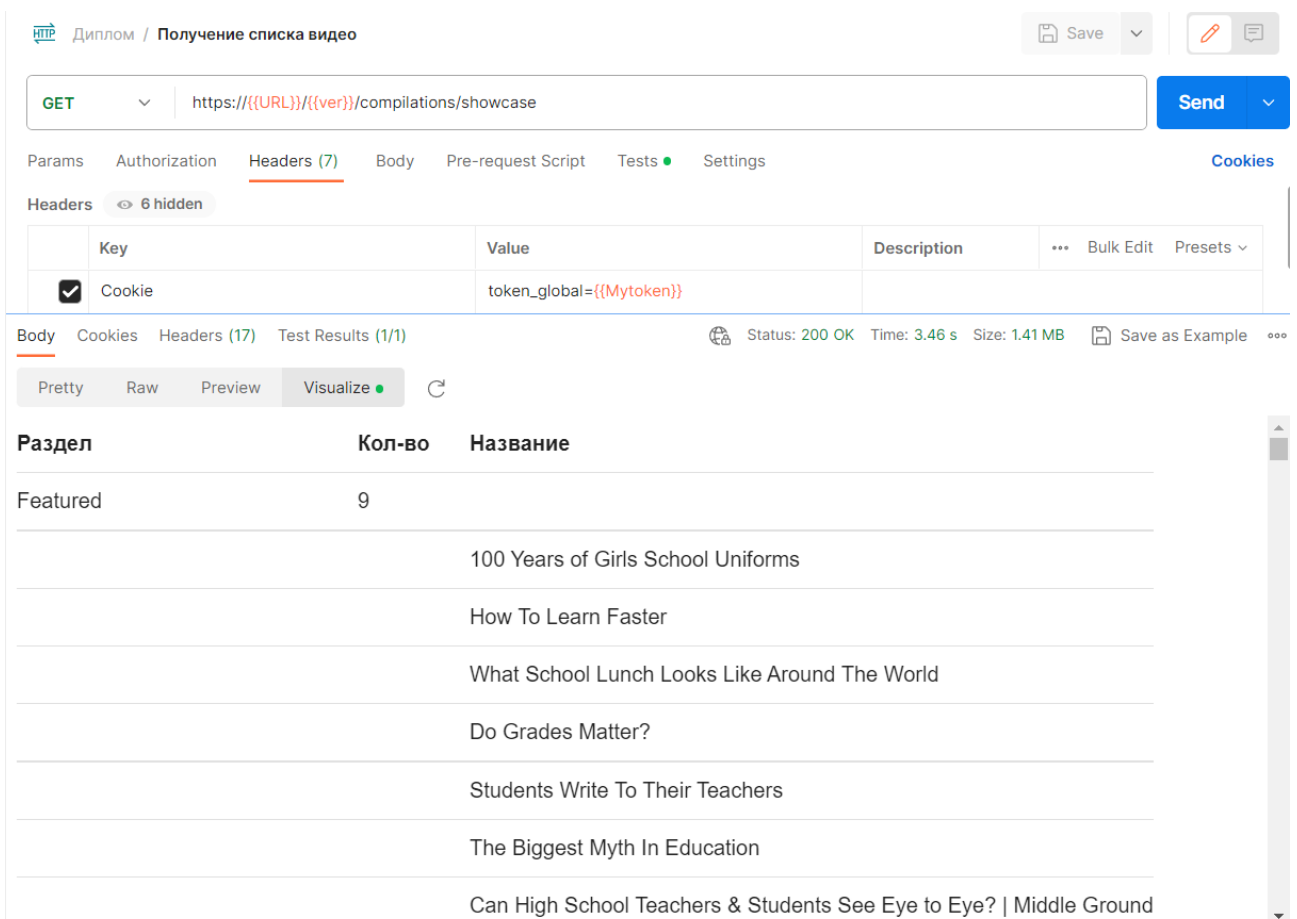 HTTP Диплом / Получение списка видео Save
GET https://{{URL}}/{{ver}}/compilations/showcase Send
Params Authorization Headers (7) Body Pre-request Script Tests Settings Cookies
Headers 6 hidden
Key Value Description Bulk Edit Presets
Cookie token_global={{Mytoken}}
Body Cookies Headers (17) Test Results (1/1) Status: 200 OK Time: 3.46 s Size: 1.41 MB Save as Example
Pretty Raw Preview Visualize
Раздел Кол-во Название
Featured 9
100 Years of Girls School Uniforms
How To Learn Faster
What School Lunch Looks Like Around The World
Do Grades Matter?
Students Write To Their Teachers
The Biggest Myth In Education
Can High School Teachers & Students See Eye to Eye? | Middle Ground